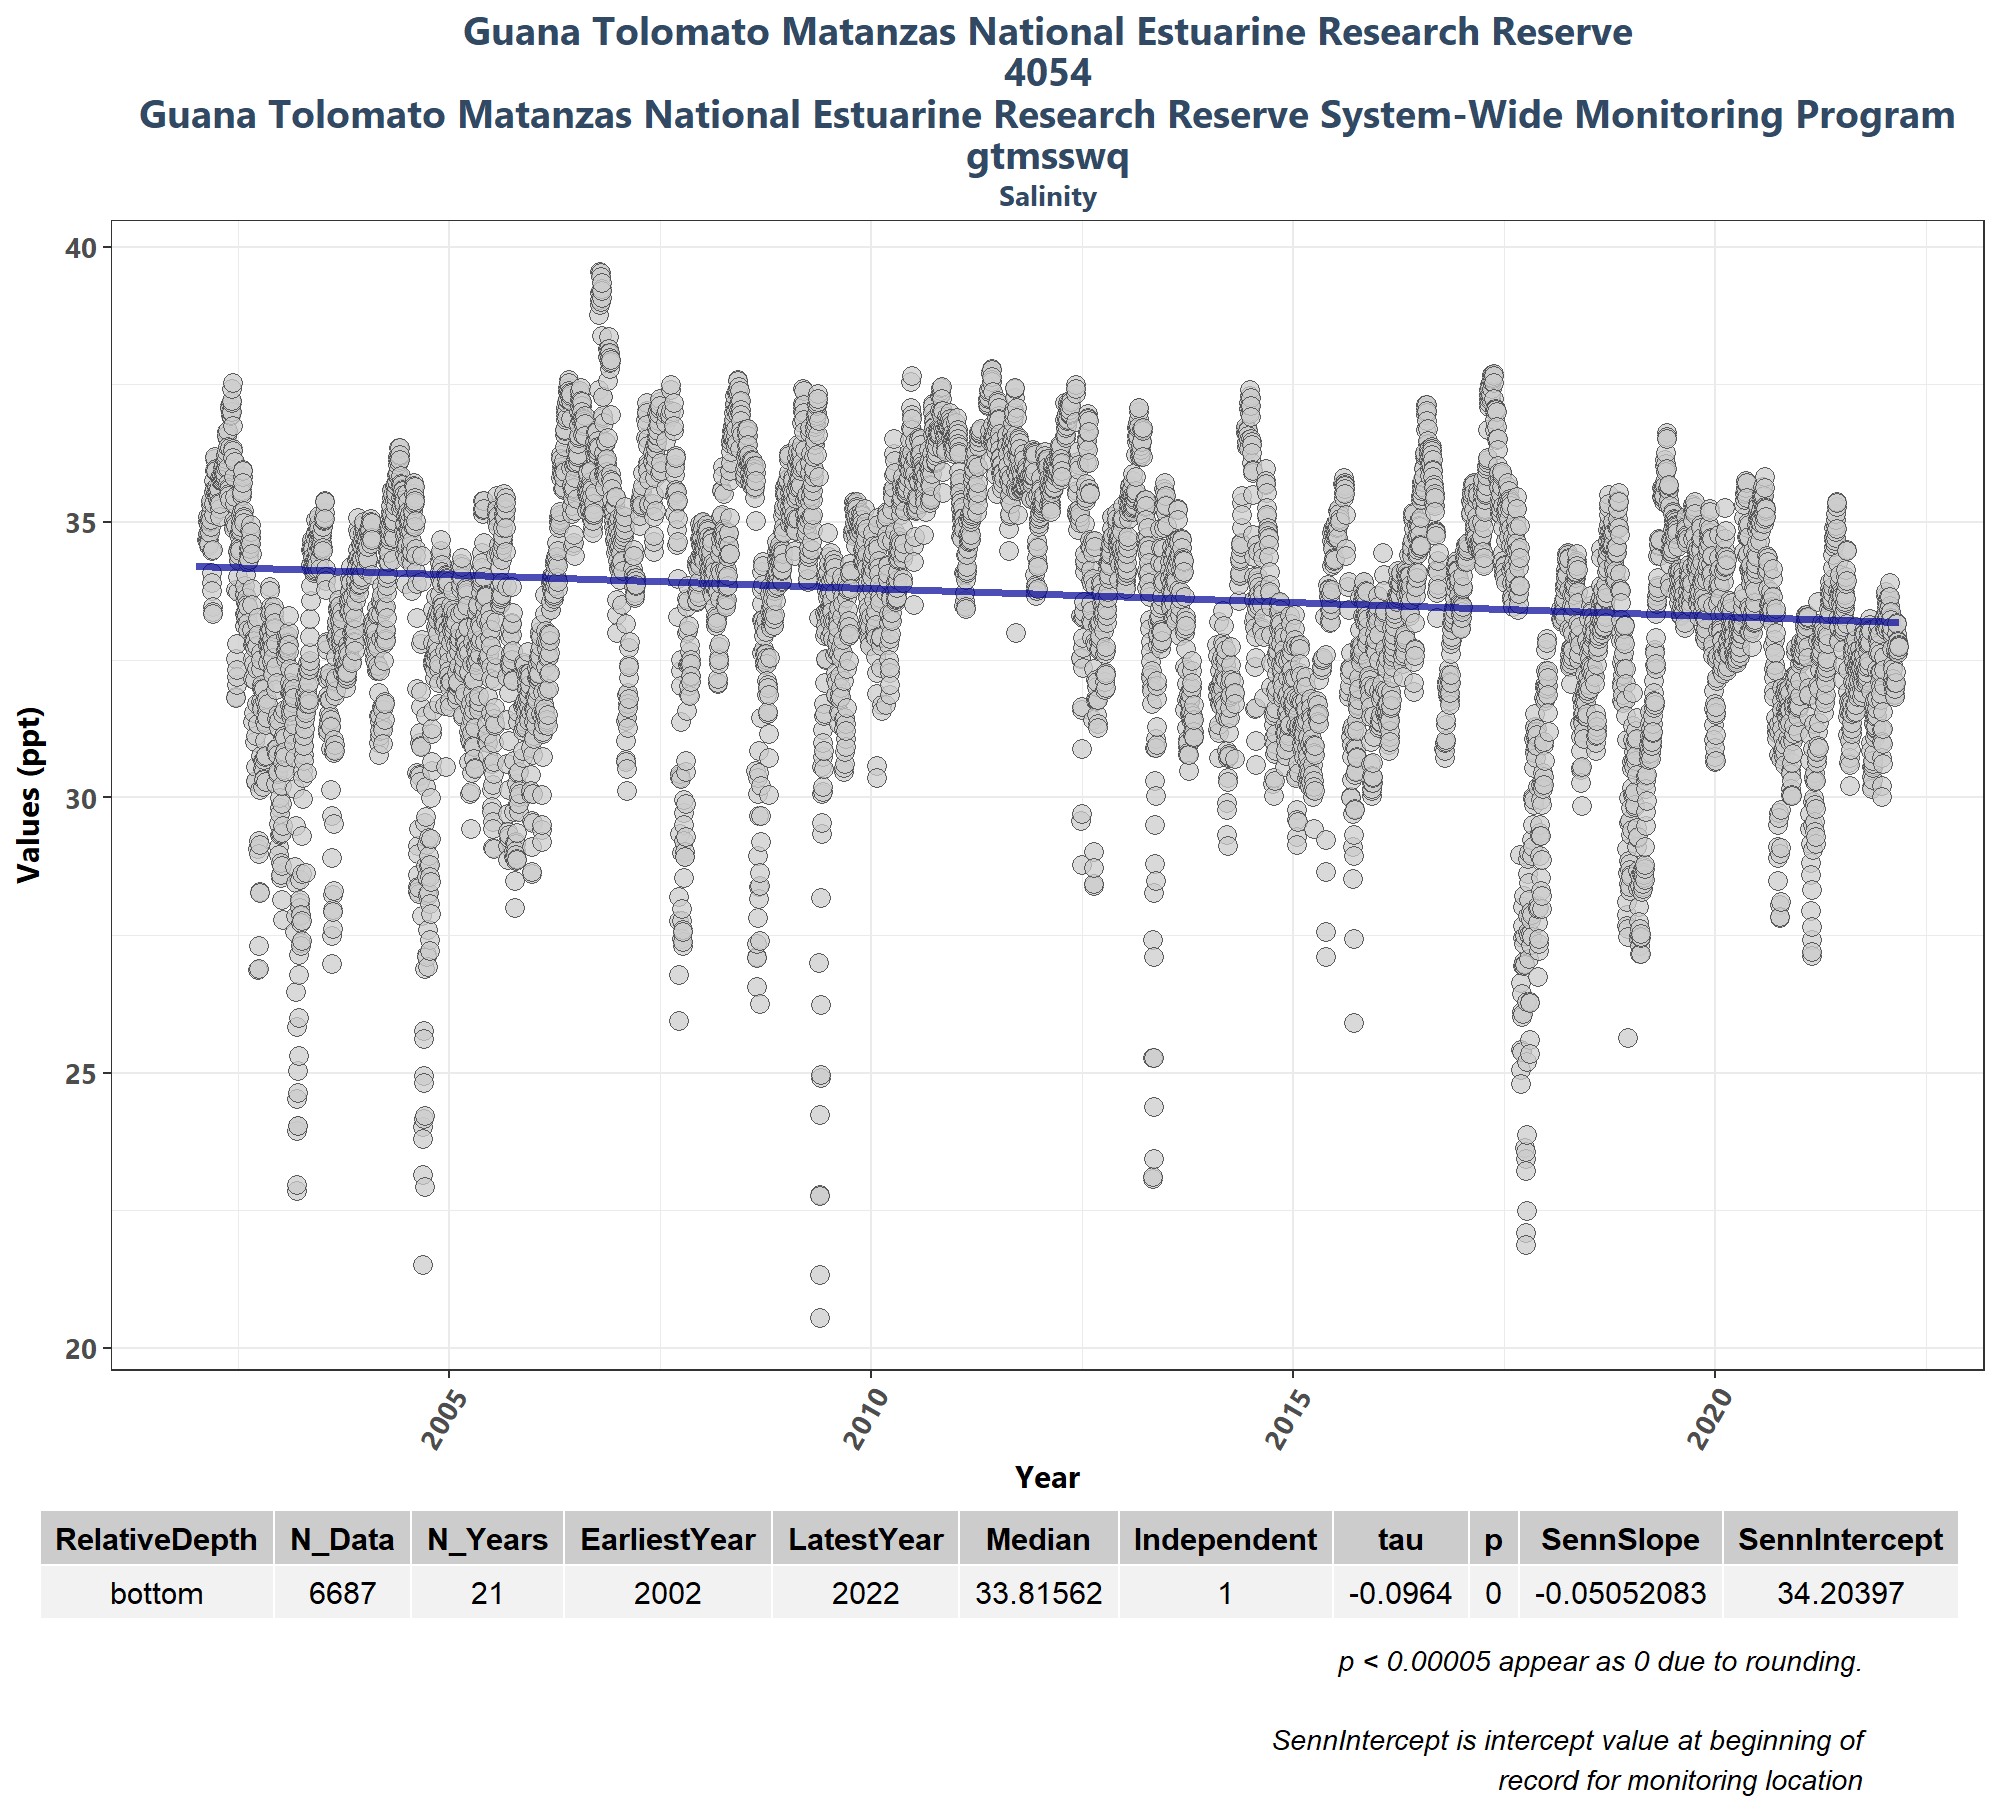 Guana Tolomato Matanzas National Estuarine Research Reserve
4054
Guana Tolomato Matanzas National Estuarine Research Reserve System-Wide Monitoring Program
gtmsswq
Salinity
Values (ppt)
40
35
30
25
20
2005 2010 2015 2020
Year
RelativeDepth N_Data N_Years EarliestYear LatestYear Median Independent tau p SennSlope SennIntercept
bottom 6687 21 2002 2022 33.81562 1 -0.0964 0 -0.05052083 34.20397
p < 0.00005 appear as 0 due to rounding.
SennIntercept is intercept value at beginning of
record for monitoring location